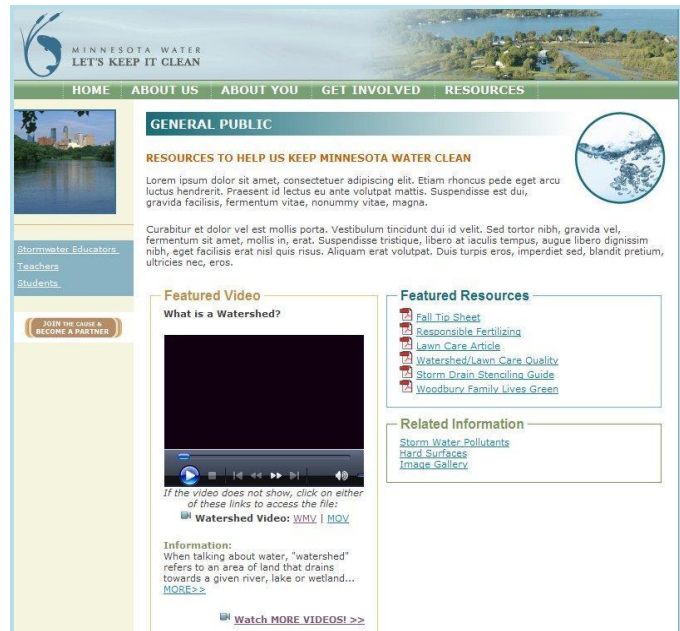 MINNESOTA WATER
LET'S KEEP IT CLEAN
HOME ABOUT US ABOUT YOU GET INVOLVED RESOURCES
GENERAL PUBLIC
RESOURCES TO HELP US KEEP MINNESOTA WATER CLEAN
Lorem ipsum dolor sit amet, consectetuer adipiscing elit. Etiam rhoncus pede eget arcu
luctus hendrerit. Praesent id lectus eu ante volutpat mattis. Suspendisse est dui,
gravida facilisis, fermentum vitae, nonummy vitae, magna.
Curabitur et dolor vel est mollis porta. Vestibulum tincidunt dui id velit. Sed tortor nibh, gravida vel,
fermentum sit amet, mollis in, erat. Suspendisse tristique, libero at iaculis tempus, augue libero dignissim
nibh, eget facilisis erat nisl quis risus. Aliquam erat volutpat. Duis turpis eros, imperdiet sed, blandit pretium,
ultricies nec, eros.
Stormwater Educators
Teachers
Students
JOIN THE CAUSE &
BECOME A PARTNER
Featured Video
What is a Watershed?
If the video does not show, click on either
of these links to access the file:
Watershed Video: WMV | MOV
Information:
When talking about water, "watershed"
refers to an area of land that drains
towards a given river, lake or wetland...
MORE>>
Watch MORE VIDEOS! >>
Featured Resources
Fall Tip Sheet
Responsible Fertilizing
Lawn Care Article
Watershed/Lawn Care Quality
Storm Drain Stenciling Guide
Woodbury Family Lives Green
Related Information
Storm Water Pollutants
Hard Surfaces
Image Gallery